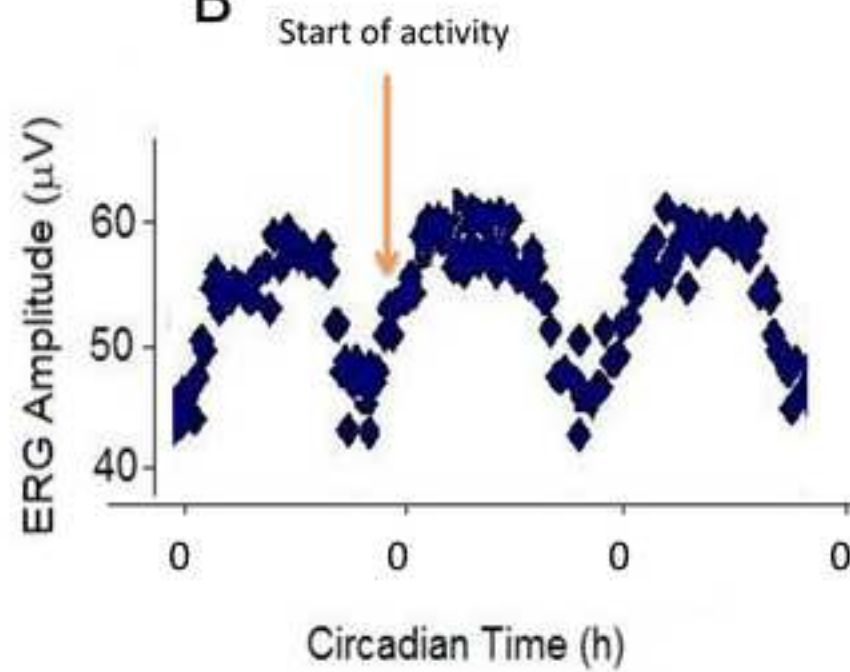 B
Start of activity
ERG Amplitude (μV)
60
50
40
0 0 0 0
Circadian Time (h)